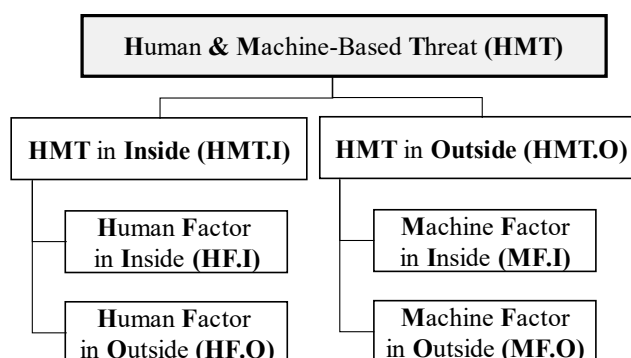 Human & Machine-Based Threat (HMT)
HMT in Inside (HMT.I)
HMT in Outside (HMT.O)
Human Factor
in Inside (HF.I)
Machine Factor
in Inside (MF.I)
Human Factor
in Outside (HF.O)
Machine Factor
in Outside (MF.O)